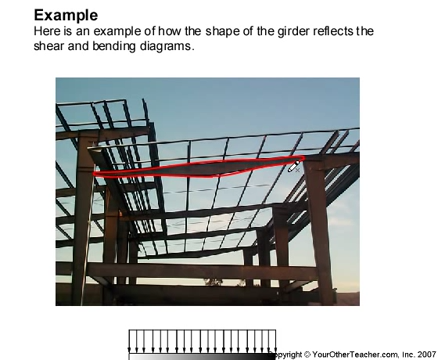 Example
Here is an example of how the shape of the girder reflects the
shear and bending diagrams.
opyright © YourOtherTeacher.com, Inc. 2007